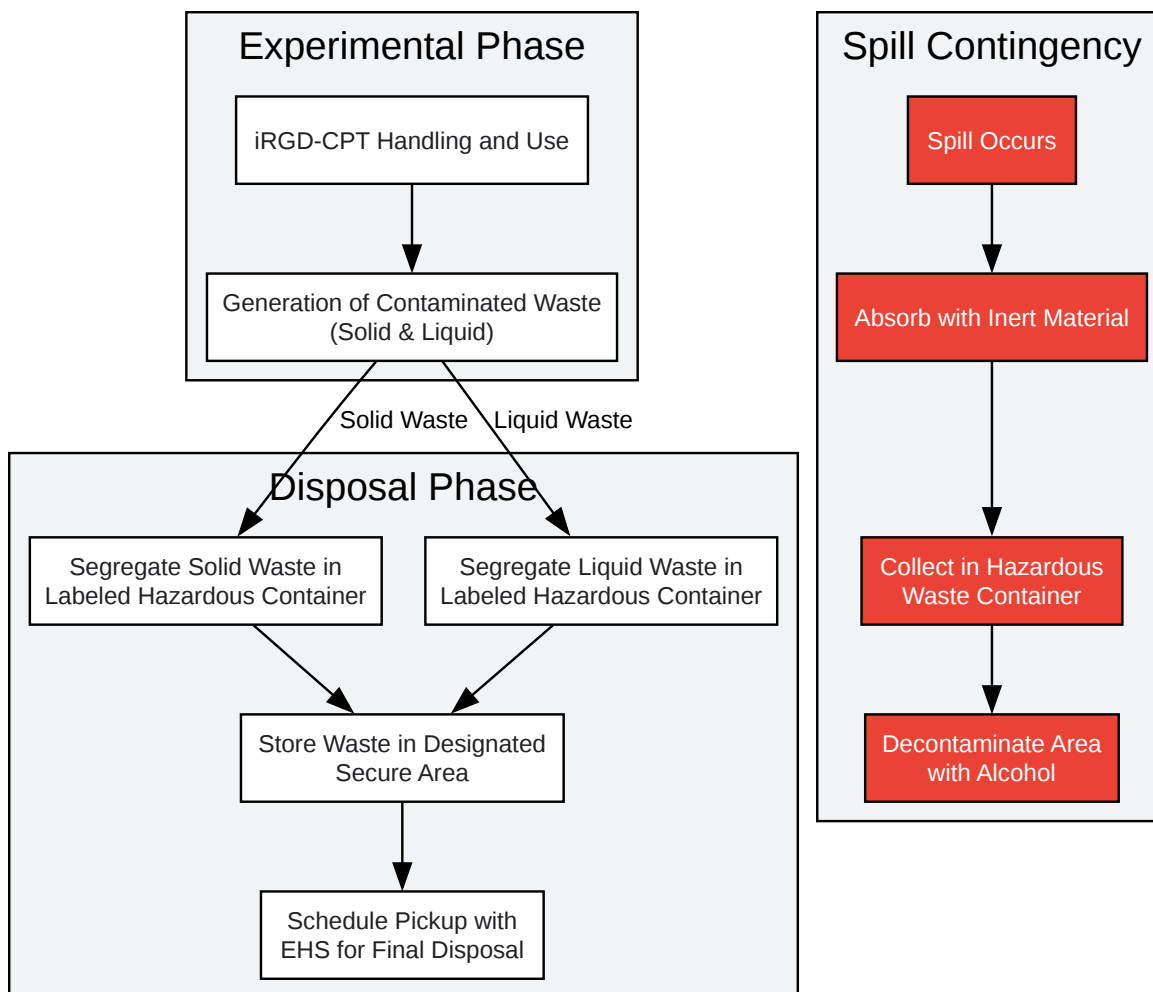 Experimental Phase
iRGD-CPT Handling and Use
Generation of Contaminated Waste
(Solid & Liquid)
Solid Waste
Liquid Waste
Disposal Phase
Segregate Solid Waste in
Labeled Hazardous Container
Segregate Liquid Waste in
Labeled Hazardous Container
Store Waste in Designated
Secure Area
Schedule Pickup with
EHS for Final Disposal
Spill Contingency
Spill Occurs
Absorb with Inert Material
Collect in Hazardous
Waste Container
Decontaminate Area
with Alcohol